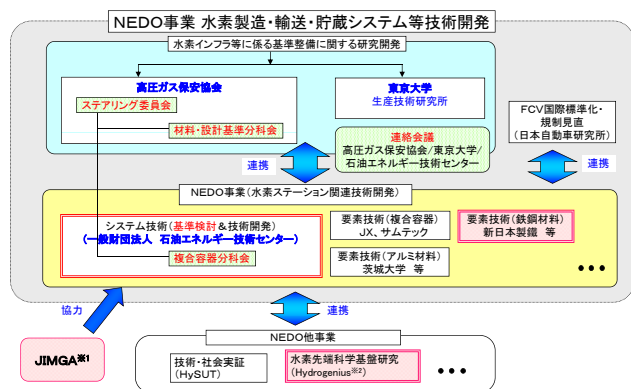 NEDO事業 水素製造・輸送・貯蔵システム等技術開発
水素インフラ等に係る基準整備に関する研究開発
高圧ガス保安協会
ステアリング委員会
材料・設計基準分科会
東京大学
生産技術研究所
連絡会議
高圧ガス保安協会/東京大学/
石油エネルギー技術センター
FCV国際標準化・
規制見直
(日本自動車研究所)
連携
連携
NEDO事業(水素ステーション関連技術開発)
システム技術(基準検討&技術開発)
(一般財団法人 石油エネルギー技術センター)
複合容器分科会
要素技術(複合容器)
JX、サムテック
要素技術(鉄鋼材料)
新日本製鐵 等
要素技術(アルミ材料)
茨城大学 等
●●●
協力
連携
JIMGA※1
NEDO他事業
技術・社会実証
(HySUT)
水素先端科学基盤研究
(Hydrogenius※2)
●●●